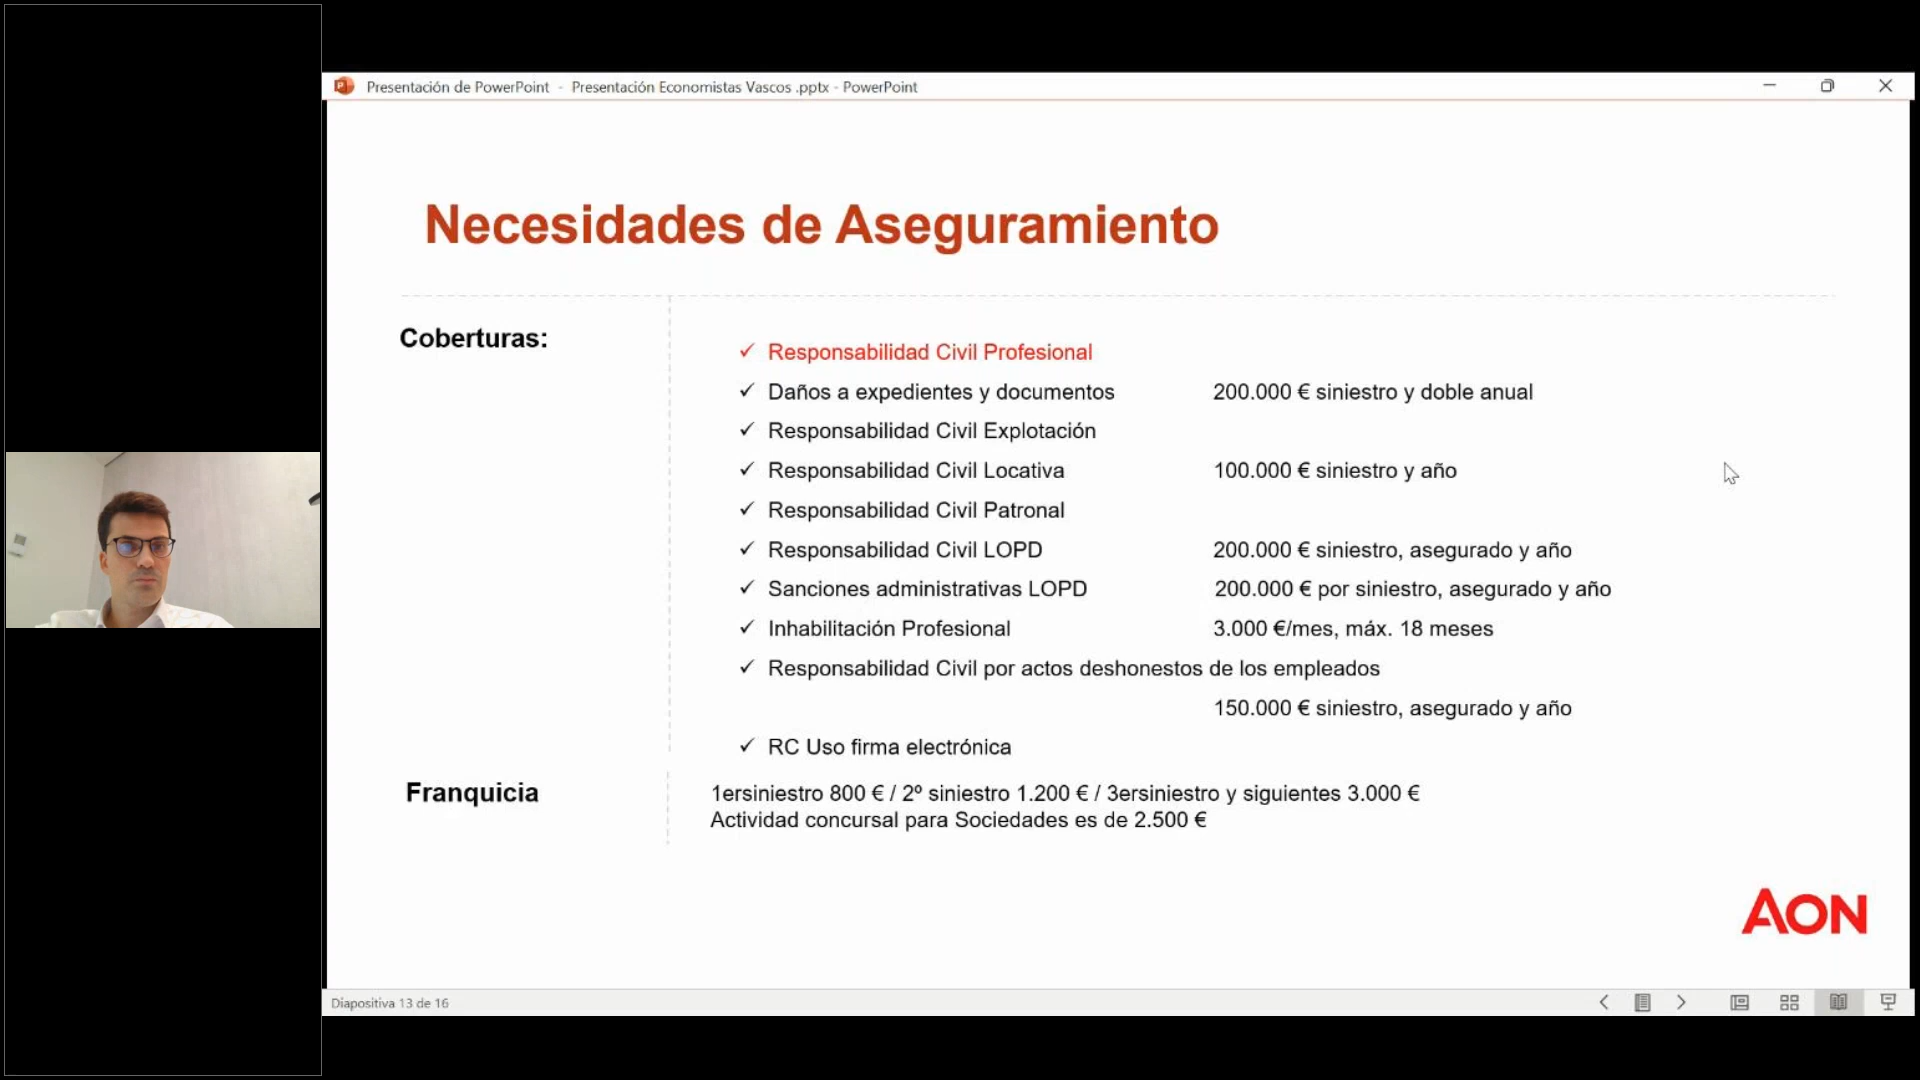 Presentación de PowerPoint - Presentación Economistas Vascos .pptx - PowerPoint
Necesidades de Aseguramiento
Coberturas:
✓ Responsabilidad Civil Profesional
✓ Daños a expedientes y documentos 200.000 € siniestro y doble anual
✓ Responsabilidad Civil Explotación
✓ Responsabilidad Civil Locativa 100.000 € siniestro y año
✓ Responsabilidad Civil Patronal
✓ Responsabilidad Civil LOPD 200.000 € siniestro, asegurado y año
✓ Sanciones administrativas LOPD 200.000 € por siniestro, asegurado y año
✓ Inhabilitación Profesional 3.000 €/mes, máx. 18 meses
✓ Responsabilidad Civil por actos deshonestos de los empleados
150.000 € siniestro, asegurado y año
✓ RC Uso firma electrónica
Franquicia
1ersiniestro 800 € / 2º siniestro 1.200 € / 3ersiniestro y siguientes 3.000 €
Actividad concursal para Sociedades es de 2.500 €
AON
Diapositiva 13 de 16